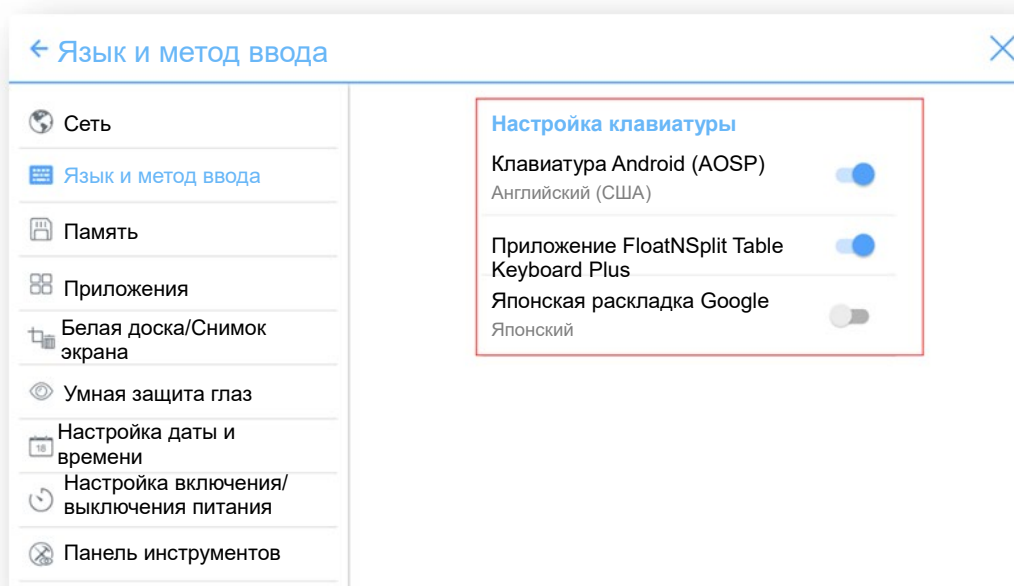 Язык и метод ввода
Сеть
Язык и метод ввода
Память
Приложения
Белая доска/Снимок
экрана
Умная защита глаз
18
Настройка даты и
времени
Настройка включения/
выключения питания
Панель инструментов
Настройка клавиатуры
Клавиатура Android (AOSP)
Английский (США)
Приложение FloatNSplit Table
Keyboard Plus
Японская раскладка Google
Японский